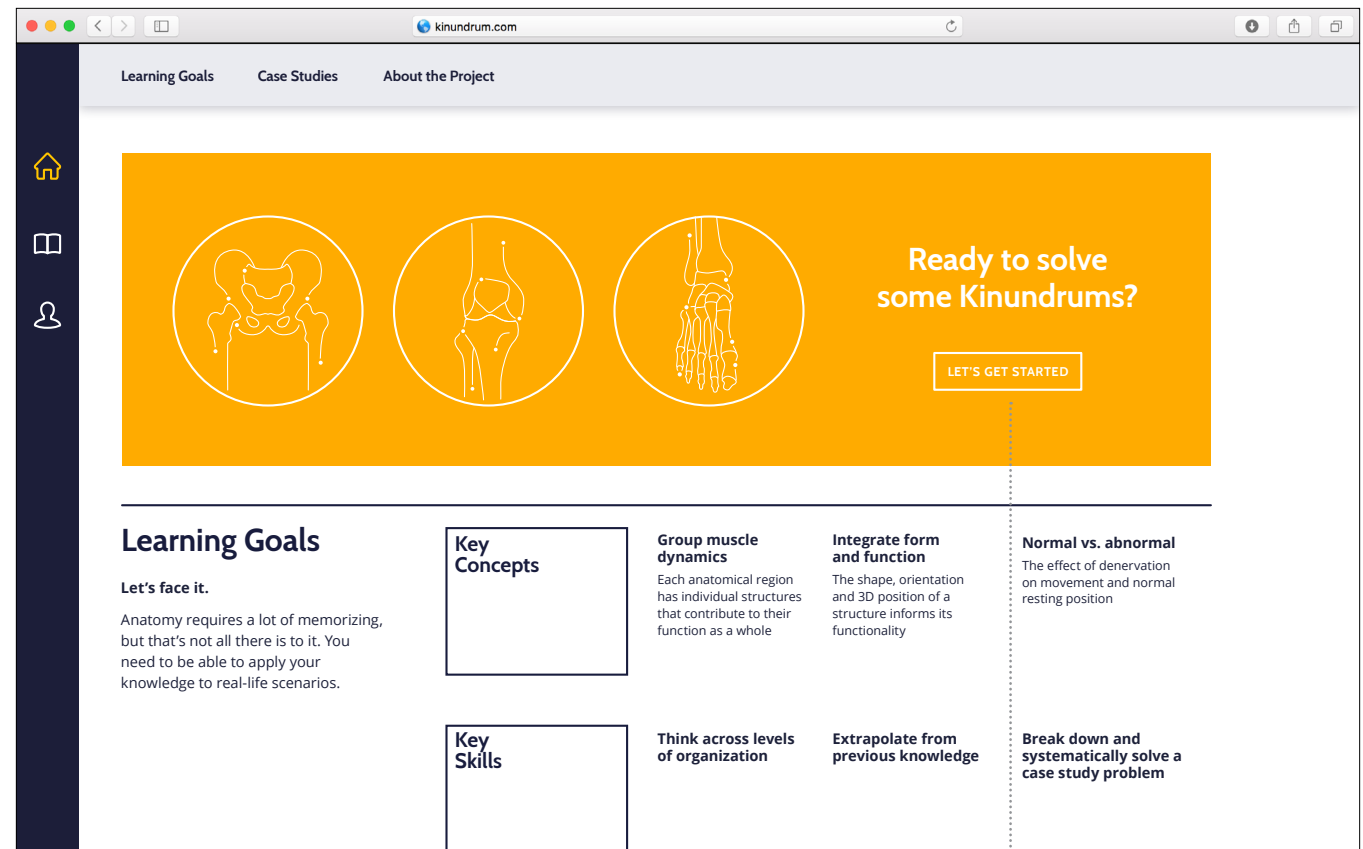 kinundrum.com
Learning Goals
Case Studies
About the Project
Ready to solve
some Kinundrums?
LET'S GET STARTED
Learning Goals
Let's face it.
Anatomy requires a lot of memorizing,
but that's not all there is to it. You
need to be able to apply your
knowledge to real-life scenarios.
Key
Concepts
Group muscle
dynamics
Each anatomical region
has individual structures
that contribute to their
function as a whole
Integrate form
and function
The shape, orientation
and 3D position of a
structure informs its
functionality
Normal vs. abnormal
The effect of denervation
on movement and normal
resting position
Key
Skills
Think across levels
of organization
Extrapolate from
previous knowledge
Break down and
systematically solve a
case study problem